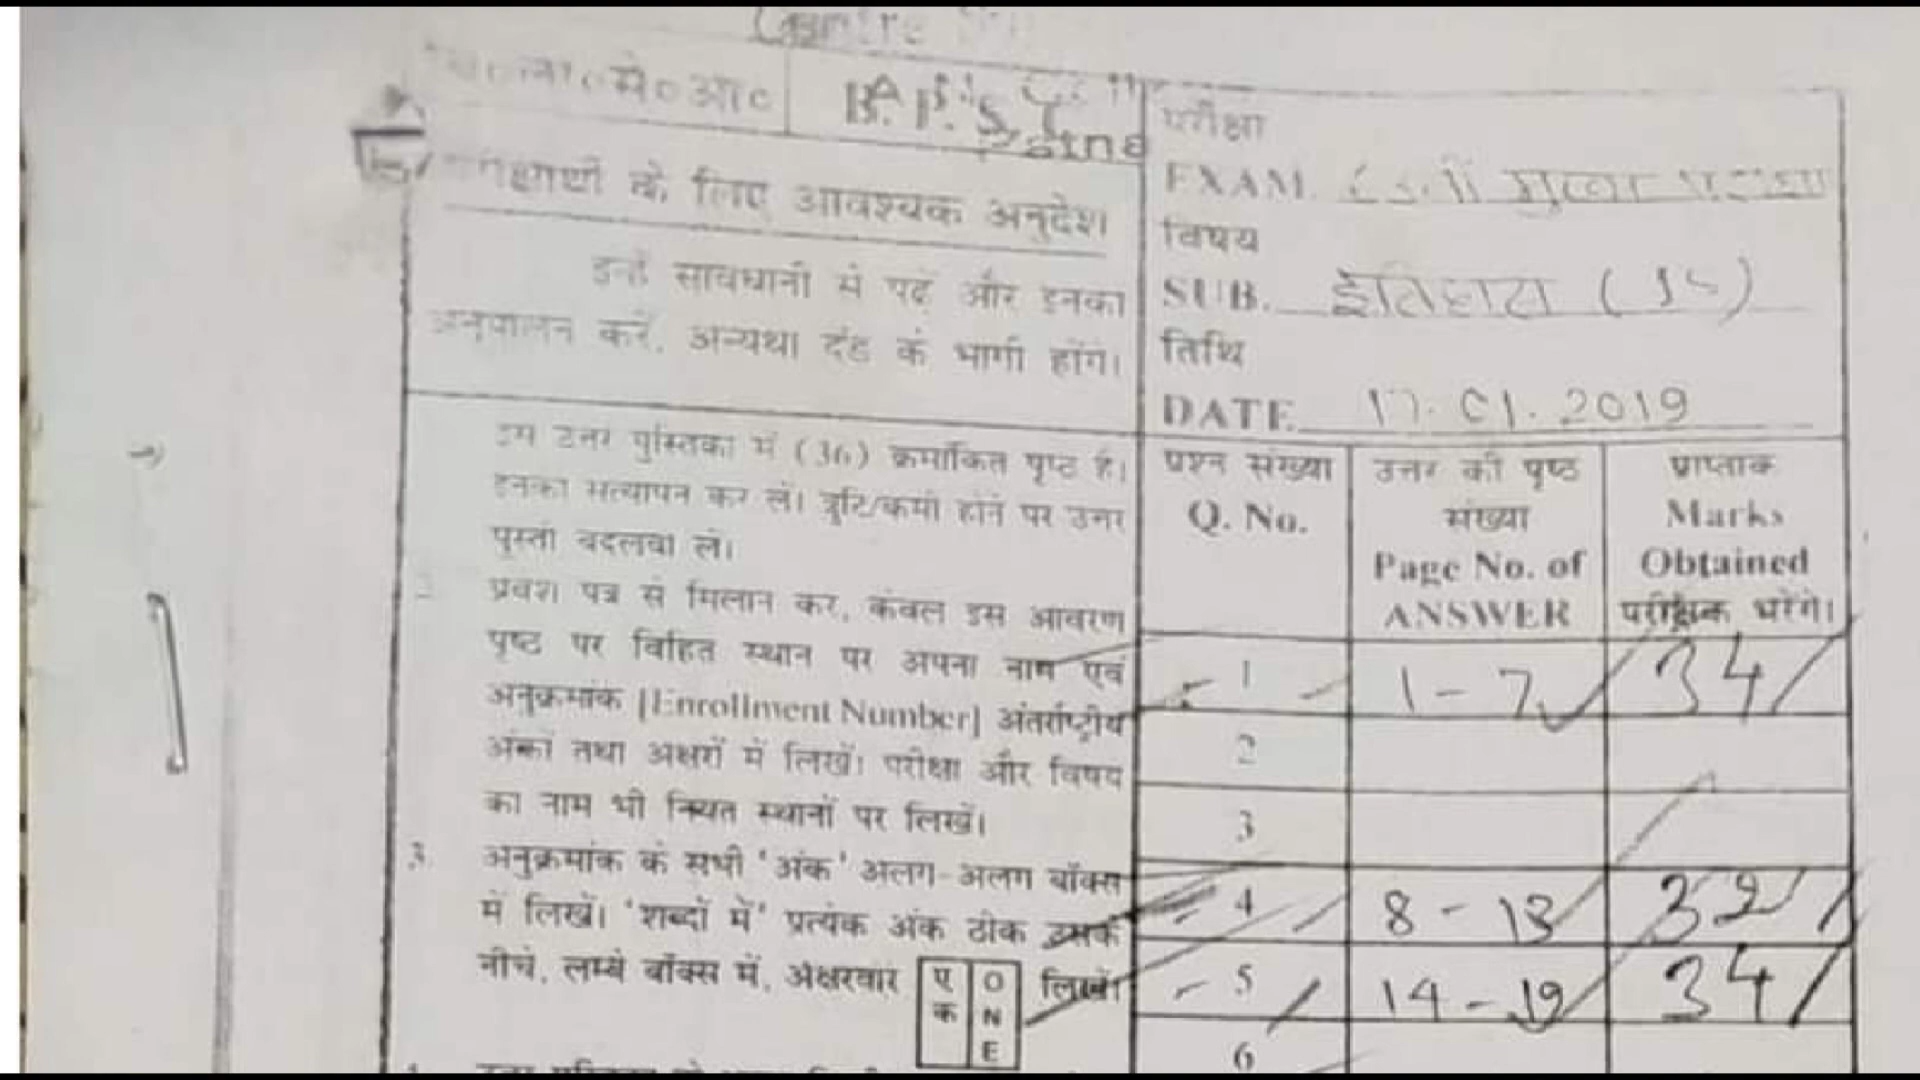 बि०लो०से०आ०
B.P.S.C
Patna
परीक्षा
EXAM. मुख्य परीक्षा
विषय
SUB. इतिहास
तिथि
DATE. 17.01.2019
परीक्षार्थी के लिए आवश्यक अनुदेश
इन्हें सावधानी से पढ़ें और इनका
अनुपालन करें, अन्यथा दंड के भागी होंगे।
इस उत्तर पुस्तिका में (36) क्रमांकित पृष्ठ है।
इनका सत्यापन कर लें। त्रुटि/कमी होने पर उत्तर
पुस्ती बदलवा लें।
प्रवेश पत्र से मिलान कर, केवल इस आवरण
पृष्ठ पर विहित स्थान पर अपना नाम एवं
अनुक्रमांक [Enrollment Number] अंतर्राष्ट्रीय
अंकों तथा अक्षरों में लिखें। परीक्षा और विषय
का नाम भी नियत स्थानों पर लिखें।
3. अनुक्रमांक के सभी 'अंक' अलग-अलग बॉक्स
में लिखें। 'शब्दों में' प्रत्येक अंक ठीक उसके
नीचे, लम्बे बॉक्स में, अक्षरवार एक ONE लिखें।
प्रश्न संख्या
Q. No.
उत्तर की पृष्ठ
संख्या
Page No. of
ANSWER
प्राप्तांक
Marks
Obtained
परीक्षक भरेंगे।
1 1-7 34
2
3
4 8-13 32
5 14-19 34
6